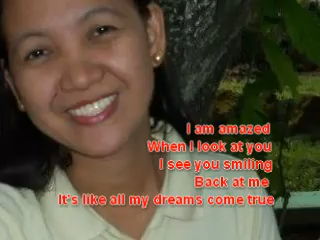 I am amazed
When I look at you
I see you smiling
Back at me
It's like all my dreams come true